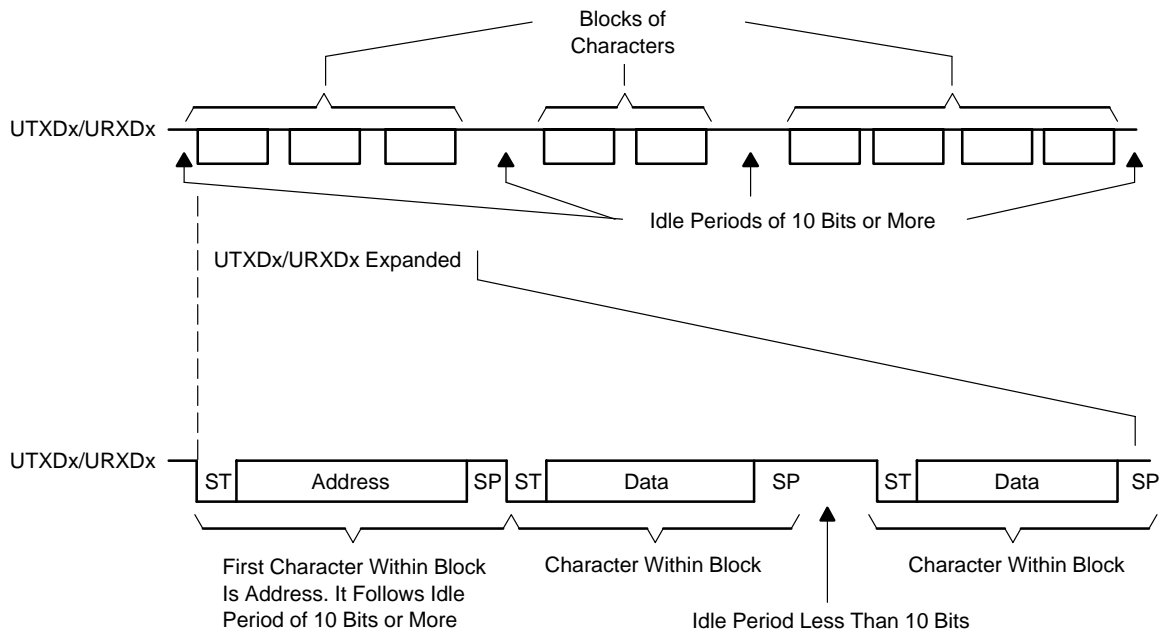 Blocks of
Characters
UTXDx/URXDx
Idle Periods of 10 Bits or More
UTXDx/URXDx Expanded
UTXDx/URXDx
ST
Address
SP
ST
Data
SP
ST
Data
SP
First Character Within Block
Is Address. It Follows Idle
Period of 10 Bits or More
Character Within Block
Character Within Block
Idle Period Less Than 10 Bits